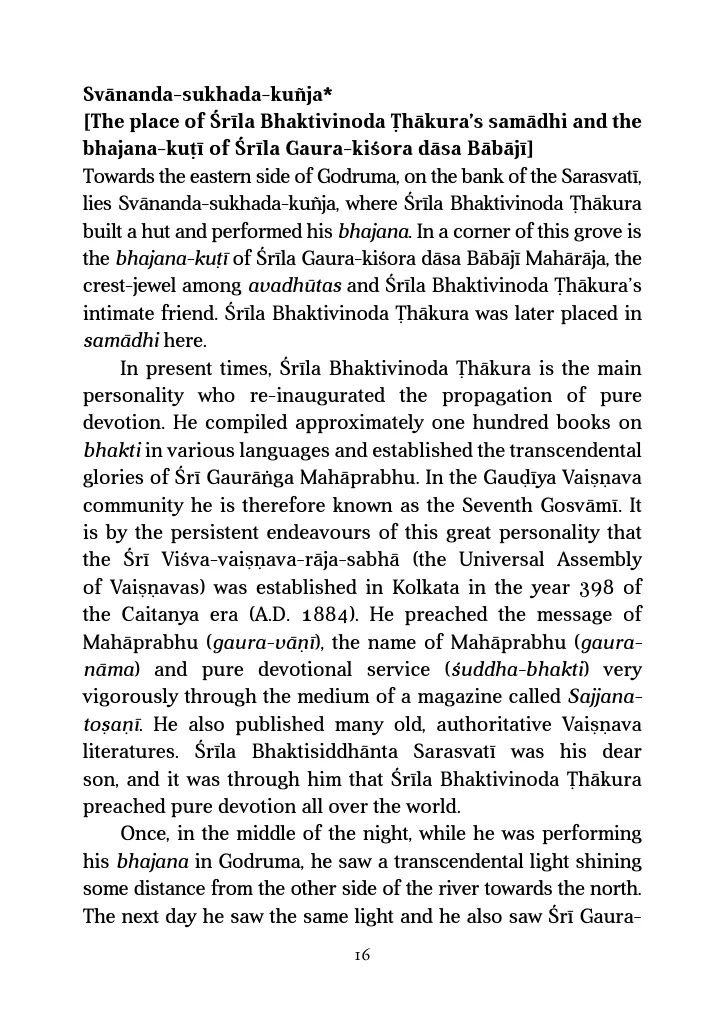 Svānanda-sukhada-kuñja*
[The place of Śrīla Bhaktivinoda Ṭhākura’s samādhi and the
bhajana-kuṭī of Śrīla Gaura-kiśora dāsa Bābājī]
Towards the eastern side of Godruma, on the bank of the Sarasvatī,
lies Svānanda-sukhada-kuñja, where Śrīla Bhaktivinoda Ṭhākura
built a hut and performed his bhajana. In a corner of this grove is
the bhajana-kuṭī of Śrīla Gaura-kiśora dāsa Bābājī Mahārāja, the
crest-jewel among avadhūtas and Śrīla Bhaktivinoda Ṭhākura’s
intimate friend. Śrīla Bhaktivinoda Ṭhākura was later placed in
samādhi here.
In present times, Śrīla Bhaktivinoda Ṭhākura is the main
personality who re-inaugurated the propagation of pure
devotion. He compiled approximately one hundred books on
bhakti in various languages and established the transcendental
glories of Śrī Gaurāṅga Mahāprabhu. In the Gauḍīya Vaiṣṇava
community he is therefore known as the Seventh Gosvāmī. It
is by the persistent endeavours of this great personality that
the Śrī Viśva-vaiṣṇava-rāja-sabhā (the Universal Assembly
of Vaiṣṇavas) was established in Kolkata in the year 398 of
the Caitanya era (A.D. 1884). He preached the message of
Mahāprabhu (gaura-vāṇī), the name of Mahāprabhu (gaura-
nāma) and pure devotional service (śuddha-bhakti) very
vigorously through the medium of a magazine called Sajjana-
toṣaṇī. He also published many old, authoritative Vaiṣṇava
literatures. Śrīla Bhaktisiddhānta Sarasvatī was his dear
son, and it was through him that Śrīla Bhaktivinoda Ṭhākura
preached pure devotion all over the world.
Once, in the middle of the night, while he was performing
his bhajana in Godruma, he saw a transcendental light shining
some distance from the other side of the river towards the north.
The next day he saw the same light and he also saw Śrī Gaura-
16